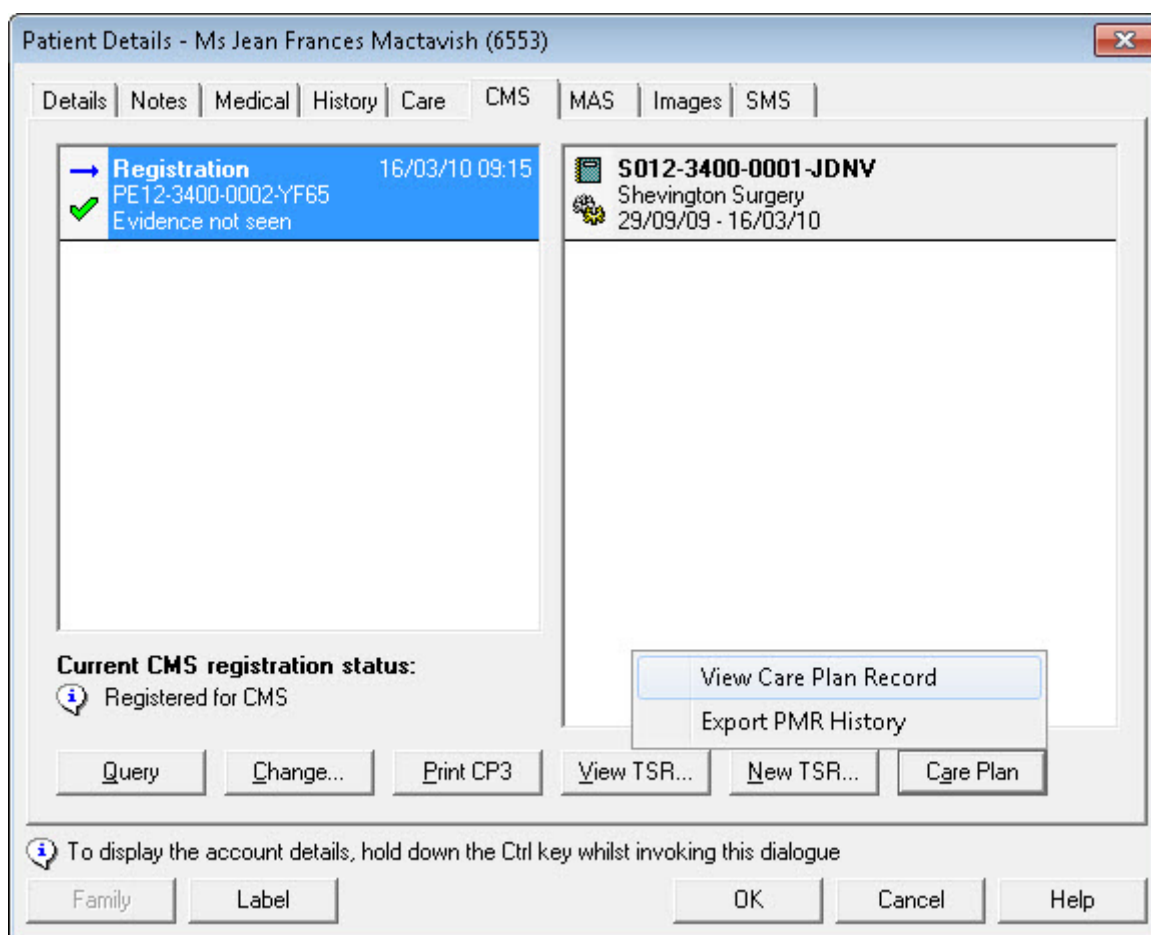 Patient Details - Ms Jean Frances Mactavish (6553)
Details Notes Medical History Care CMS MAS Images SMS
Registration 16/03/10 09:15
PE12-3400-0002-YF65
Evidence not seen
S012-3400-0001-JDNV
Shevington Surgery
29/09/09 - 16/03/10
Current CMS registration status:
Registered for CMS
View Care Plan Record
Export PMR History
Query Change... Print CP3 View TSR... New TSR... Care Plan
To display the account details, hold down the Ctrl key whilst invoking this dialogue
Family Label OK Cancel Help